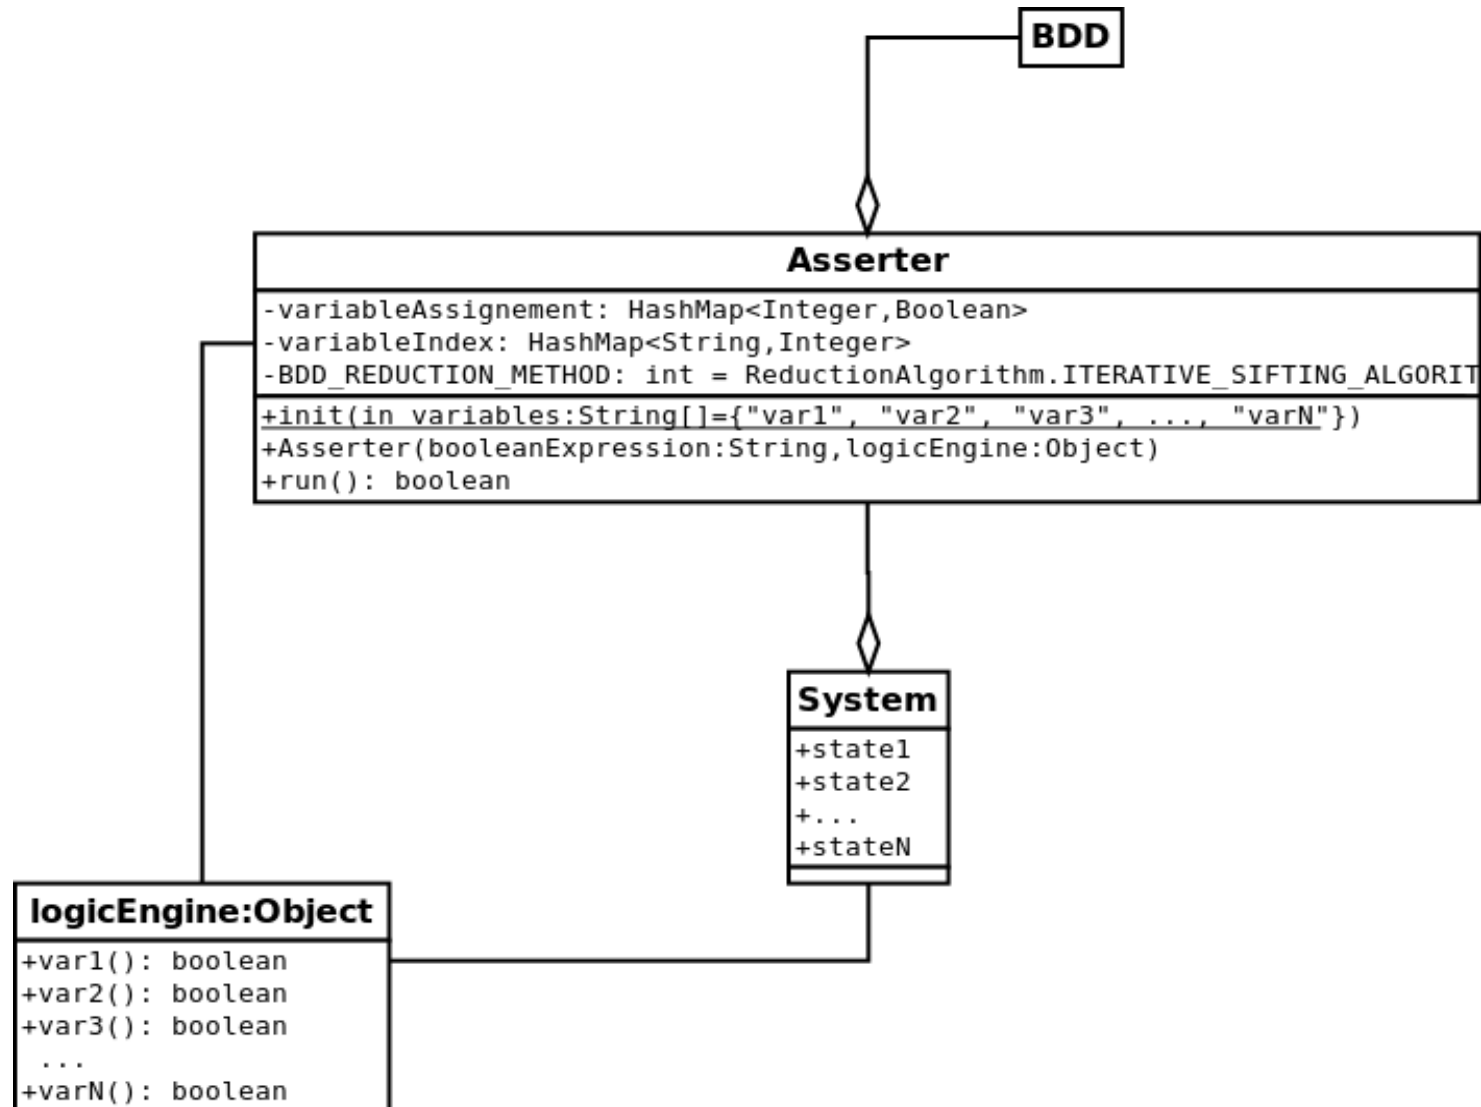 BDD
Asserter
-variableAssignement: HashMap<Integer,Boolean>
-variableIndex: HashMap<String,Integer>
-BDD_REDUCTION_METHOD: int = ReductionAlgorithm.ITERATIVE_SIFTING_ALGORIT
+init(in variables:String[]={"var1", "var2", "var3", ..., "varN"})
+Asserter(booleanExpression:String,logicEngine:Object)
+run(): boolean
System
+state1
+state2
+...
+stateN
logicEngine:Object
+var1(): boolean
+var2(): boolean
+var3(): boolean
...
+varN(): boolean